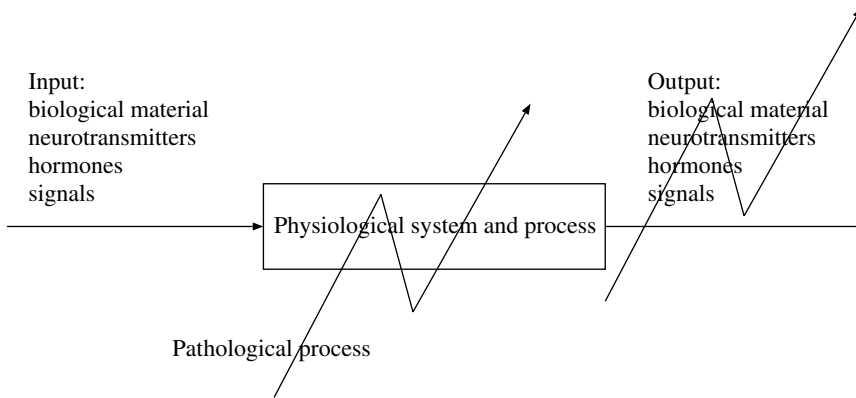 Input:
biological material
neurotransmitters
hormones
signals
Output:
biological material
neurotransmitters
hormones
signals
Physiological system and process
Pathological process